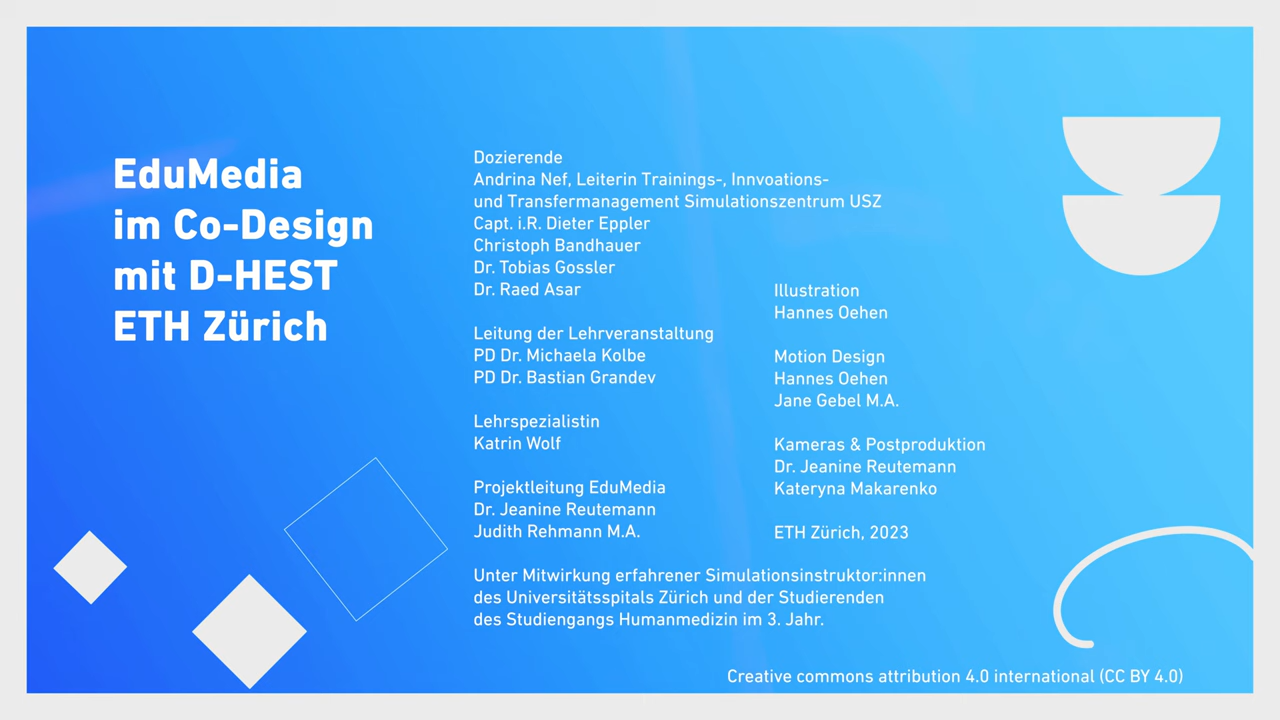 EduMedia
im Co-Design
mit D-HEST
ETH Zürich
Dozierende
Andrina Nef, Leiterin Trainings-, Innvoations-
und Transfermanagement Simulationszentrum USZ
Capt. i.R. Dieter Eppler
Christoph Bandhauer
Dr. Tobias Gossler
Dr. Raed Asar
Leitung der Lehrveranstaltung
PD Dr. Michaela Kolbe
PD Dr. Bastian Grandev
Lehrspezialistin
Katrin Wolf
Projektleitung EduMedia
Dr. Jeanine Reutemann
Judith Rehmann M.A.
Illustration
Hannes Oehen
Motion Design
Hannes Oehen
Jane Gebel M.A.
Kameras & Postproduktion
Dr. Jeanine Reutemann
Kateryna Makarenko
ETH Zürich, 2023
Unter Mitwirkung erfahrener Simulationsinstruktor:innen
des Universitätsspitals Zürich und der Studierenden
des Studiengangs Humanmedizin im 3. Jahr.
Creative commons attribution 4.0 international (CC BY 4.0)